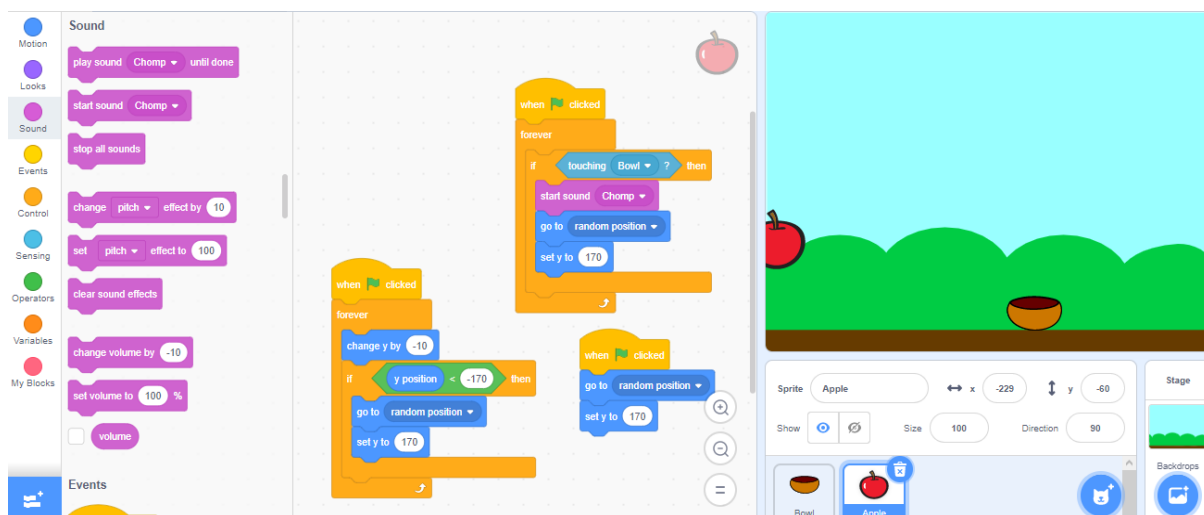 Motion
Looks
Sound
Events
Control
Sensing
Operators
Variables
My Blocks
Sound
play sound Chomp until done
start sound Chomp
stop all sounds
change pitch effect by 10
set pitch effect to 100
clear sound effects
change volume by -10
set volume to 100 %
volume
Events
when clicked
forever
if touching Bowl ? then
start sound Chomp
go to random position
set y to 170
when clicked
forever
change y by -10
if y position < -170 then
go to random position
set y to 170
when clicked
go to random position
set y to 170
Sprite Apple x -229 y -60
Show Size 100 Direction 90
Bowl
Apple
Stage
Backdrops